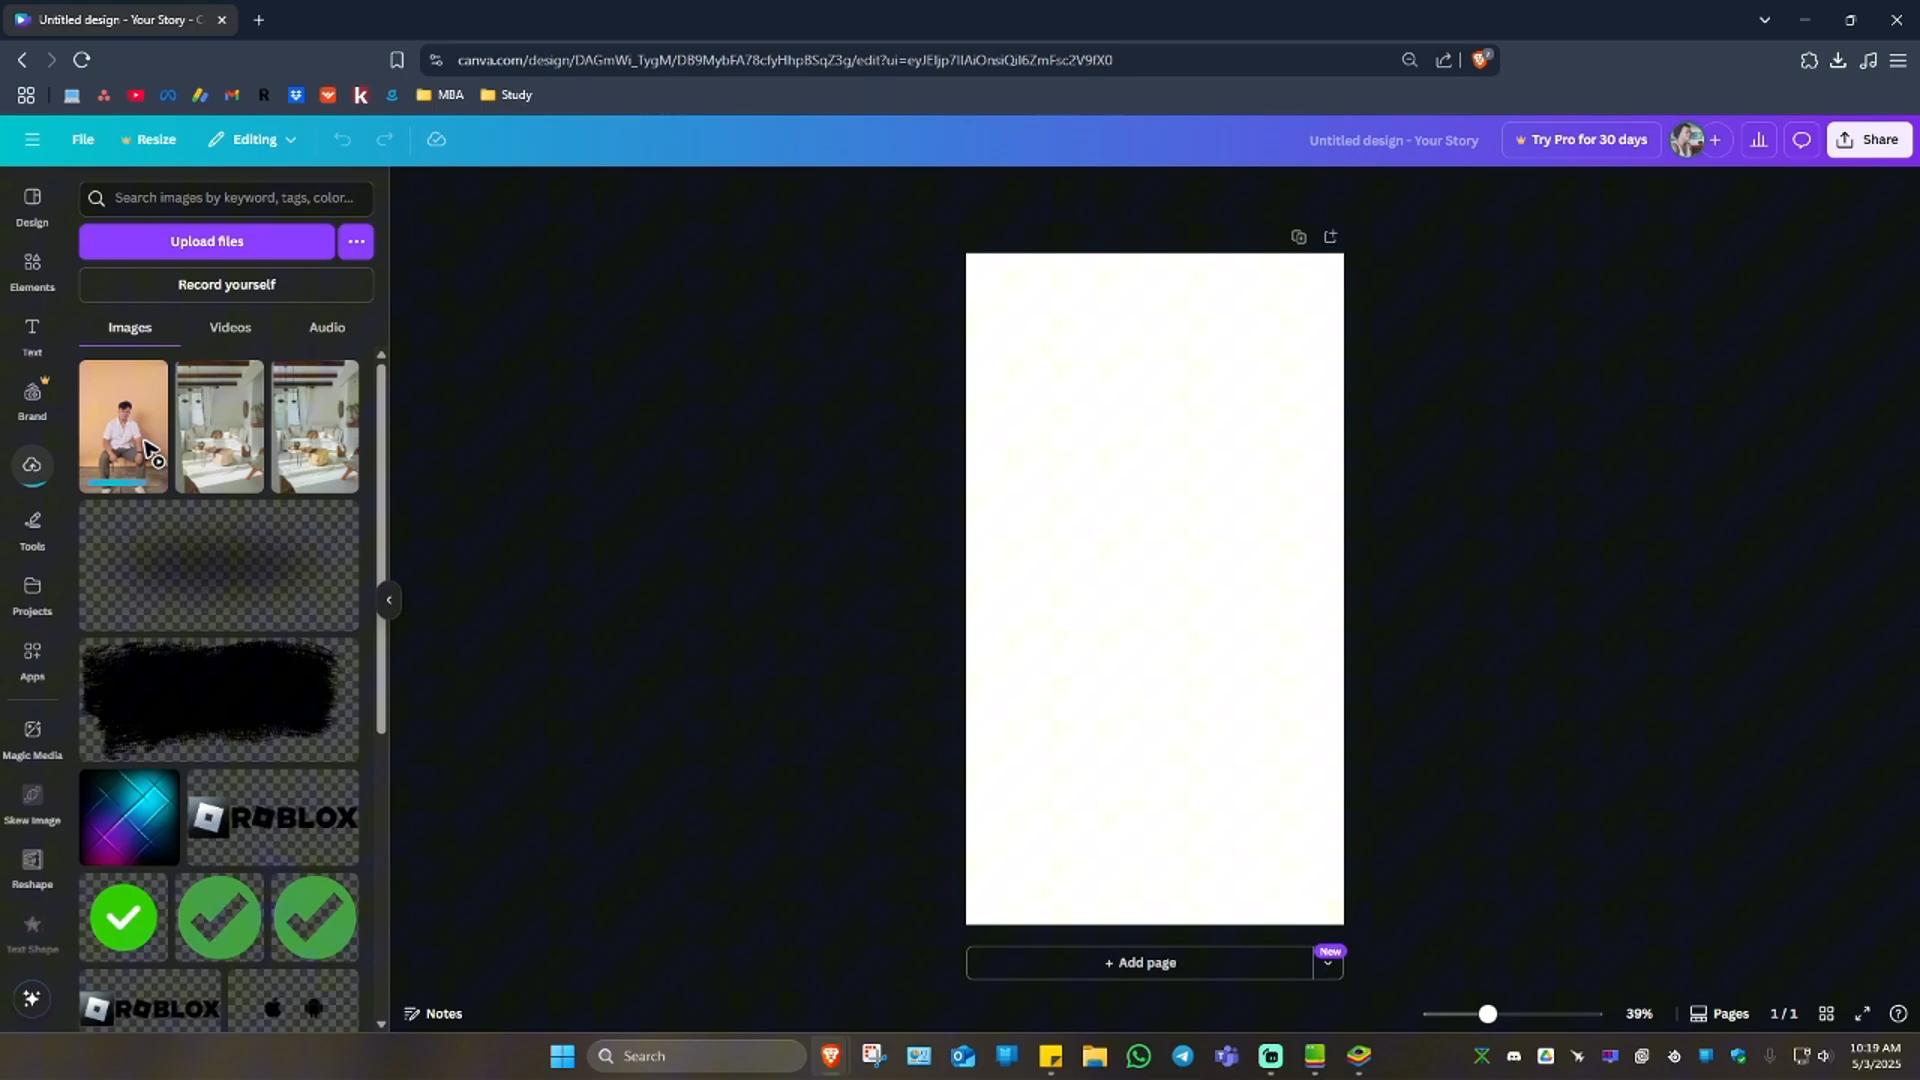 Untitled design - Your Story - C
canva.com/design/DAGmWi_TygM/DB9MybFA78cfyHhpBSqZ3g/edit?ui=eyJEIjp7IlAiOnsiQiI6ZmFsc2V9fX0
MBA
Study
File
Resize
Editing
Untitled design - Your Story
Try Pro for 30 days
Share
Design
Elements
Text
Brand
Tools
Projects
Apps
Magic Media
Skew Image
Reshape
Text Shape
Search images by keyword, tags, color...
Upload files
Record yourself
Images
Videos
Audio
ROBLOX
ROBLOX
New
+ Add page
Notes
39%
Pages
1 / 1
Search
10:19 AM
5/3/2025